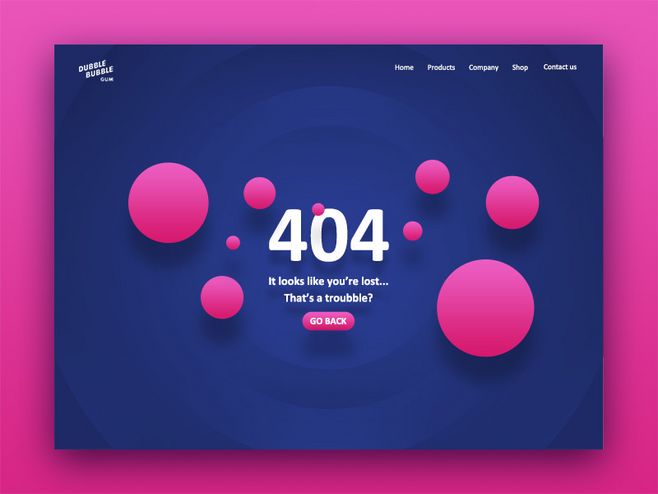 DUBBLE
BUBBLE
GUM
Home Products Company Shop Contact us
404
It looks like you're lost...
That's a troubble?
GO BACK